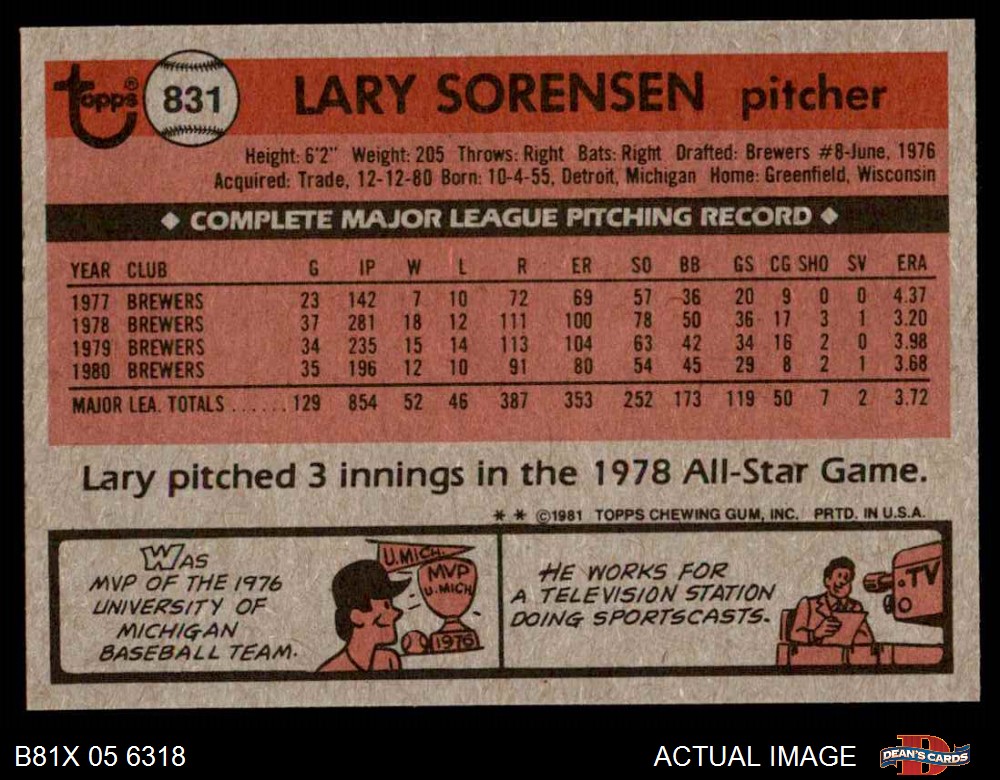 topps® 831 LARY SORENSEN pitcher
Height: 6'2" Weight: 205 Throws: Right Bats: Right Drafted: Brewers #8-June, 1976
Acquired: Trade, 12-12-80 Born: 10-4-55, Detroit, Michigan Home: Greenfield, Wisconsin
◆ COMPLETE MAJOR LEAGUE PITCHING RECORD ◆
YEAR CLUB G IP W L R ER SO BB GS CG SHO SV ERA
1977 BREWERS 23 142 7 10 72 69 57 36 20 9 0 0 4.37
1978 BREWERS 37 281 18 12 111 100 78 50 36 17 3 1 3.20
1979 BREWERS 34 235 15 14 113 104 63 42 34 16 2 0 3.98
1980 BREWERS 35 196 12 10 91 80 54 45 29 8 2 1 3.68
MAJOR LEA. TOTALS ....... 129 854 52 46 387 353 252 173 119 50 7 2 3.72
Lary pitched 3 innings in the 1978 All-Star Game.
* * ©1981 TOPPS CHEWING GUM, INC. PRTD. IN U.S.A.
WAS
MVP OF THE 1976
UNIVERSITY OF
MICHIGAN
BASEBALL TEAM.
U.MICH.
MVP
U.MICH
1976
HE WORKS FOR
A TELEVISION STATION
DOING SPORTSCASTS.
TV
B81X 05 6318 ACTUAL IMAGE DEAN'S CARDS